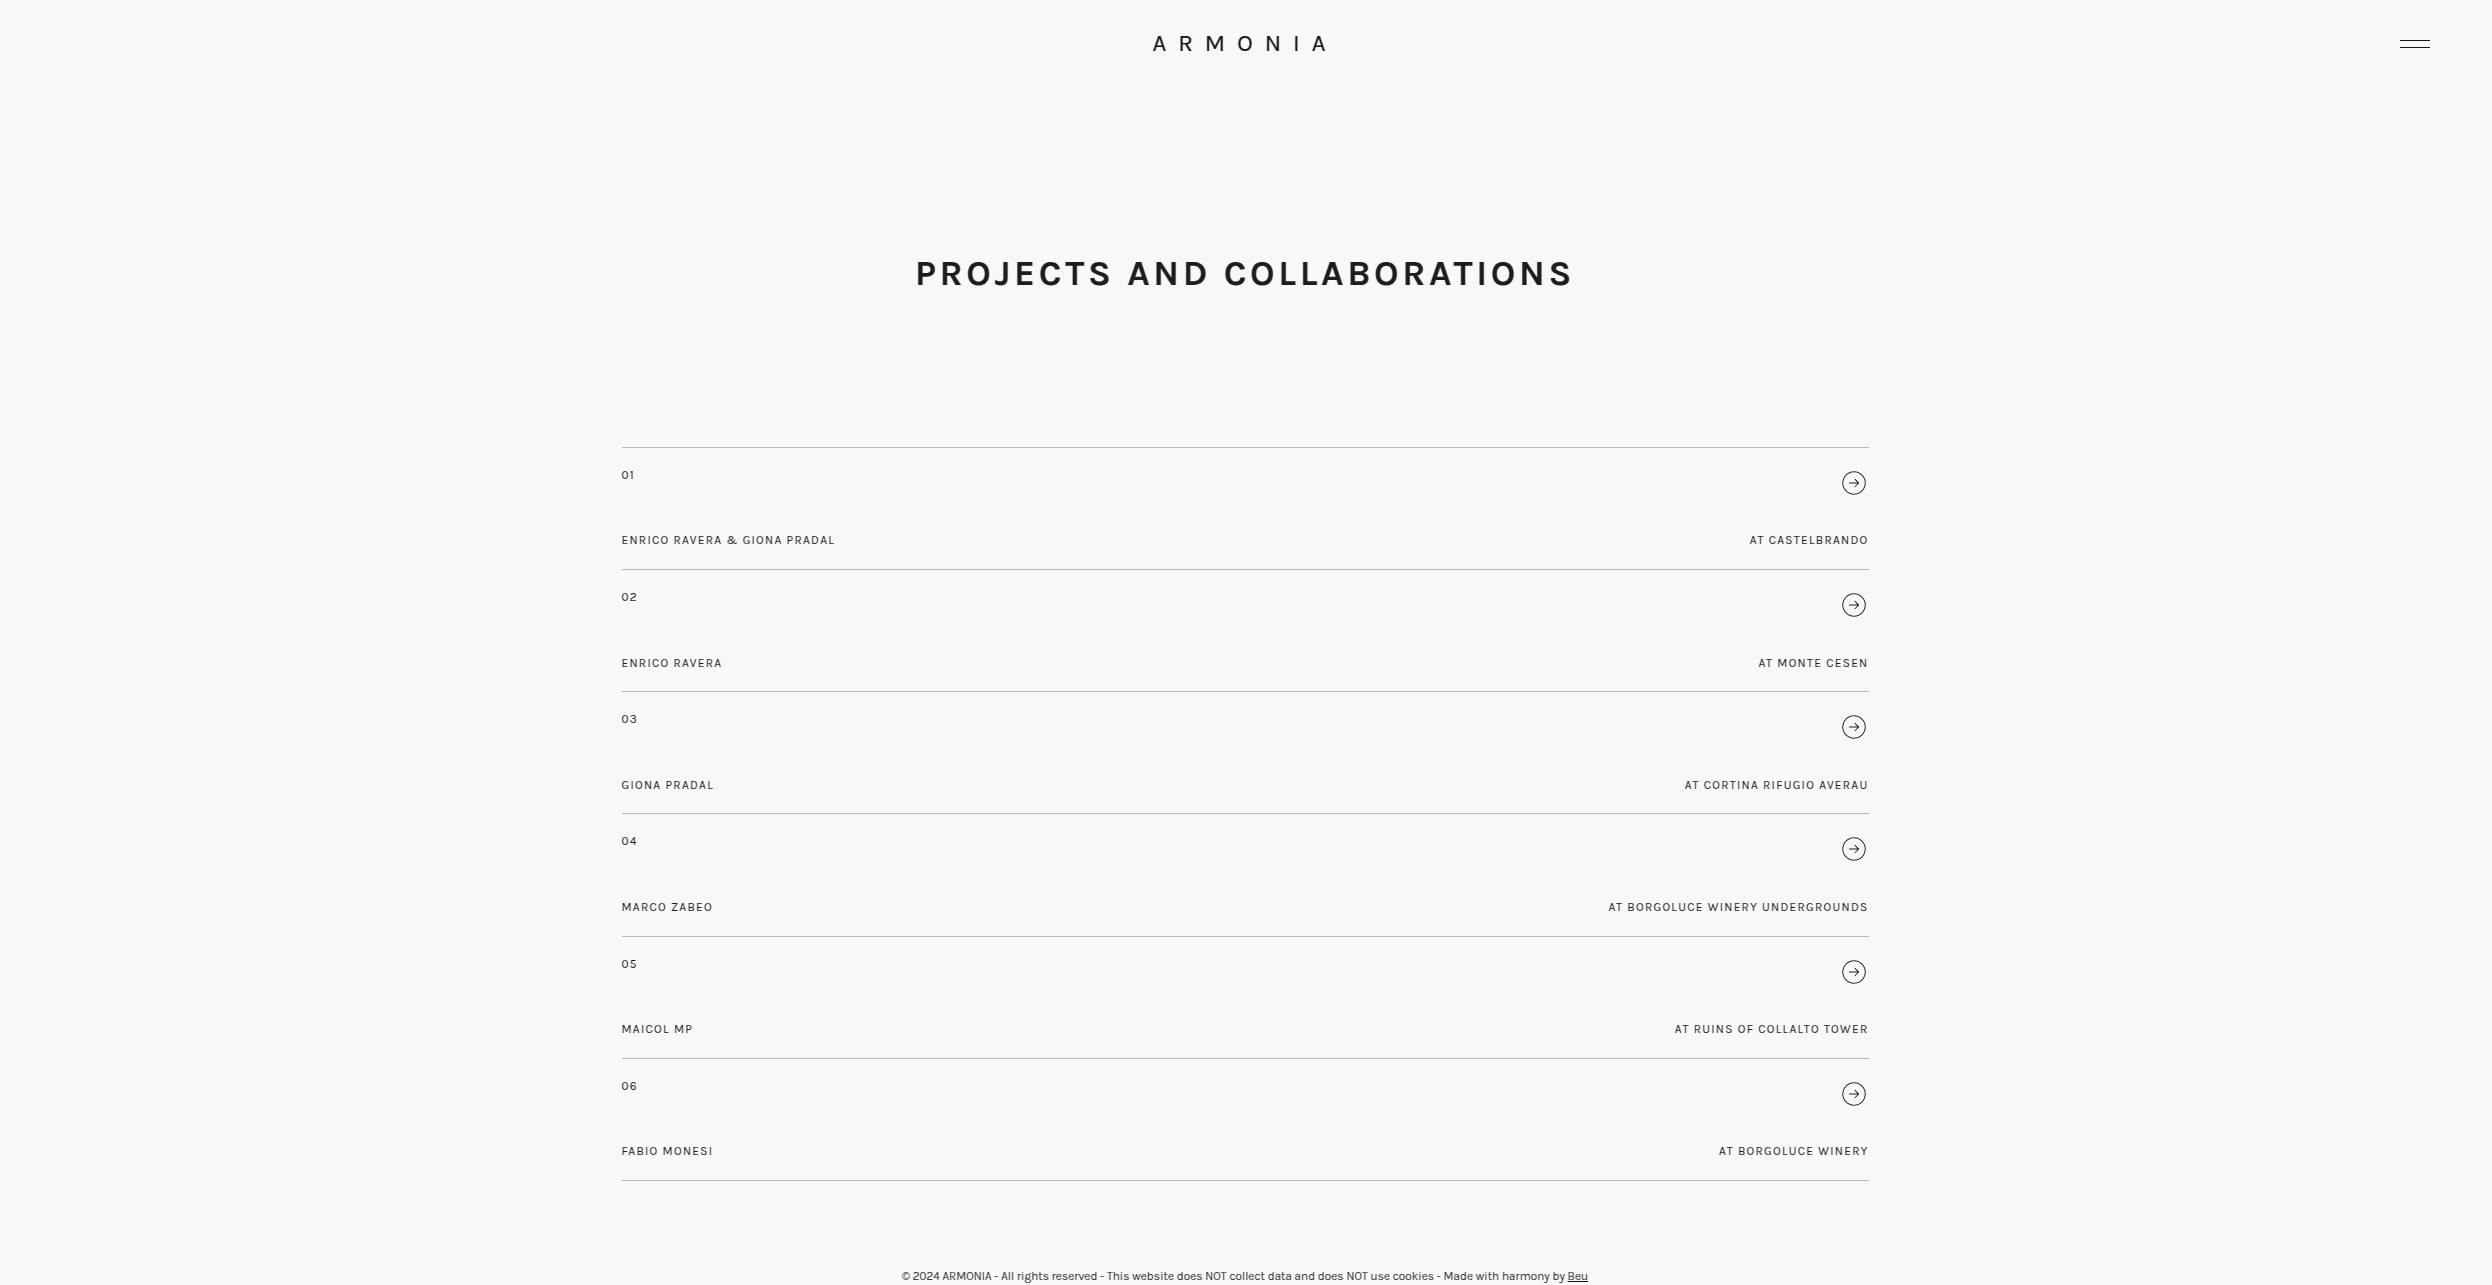 ARMONIA
PROJECTS AND COLLABORATIONS
01
ENRICO RAVERA & GIONA PRADAL AT CASTELBRANDO
02
ENRICO RAVERA AT MONTE CESEN
03
GIONA PRADAL AT CORTINA RIFUGIO AVERAU
04
MARCO ZABEO AT BORGOLUCE WINERY UNDERGROUNDS
05
MAICOL MP AT RUINS OF COLLALTO TOWER
06
FABIO MONESI AT BORGOLUCE WINERY
© 2024 ARMONIA - All rights reserved - This website does NOT collect data and does NOT use cookies - Made with harmony by Beu